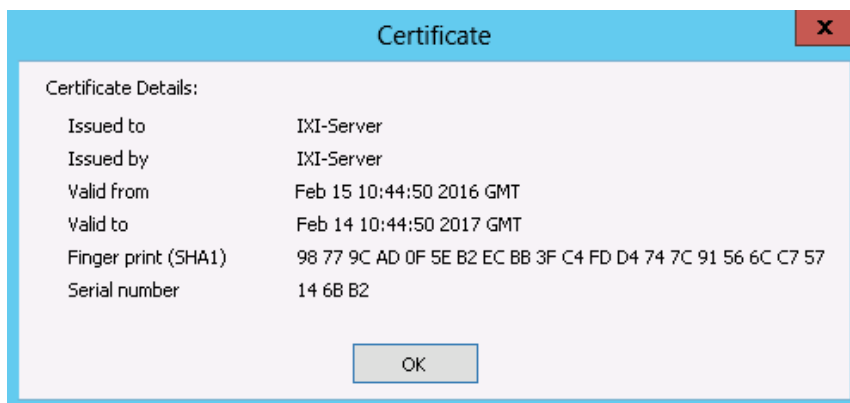 Certificate
x
Certificate Details:
Issued to IXI-Server
Issued by IXI-Server
Valid from Feb 15 10:44:50 2016 GMT
Valid to Feb 14 10:44:50 2017 GMT
Finger print (SHA1) 98 77 9C AD 0F 5E B2 EC BB 3F C4 FD D4 74 7C 91 56 6C C7 57
Serial number 14 6B B2
OK